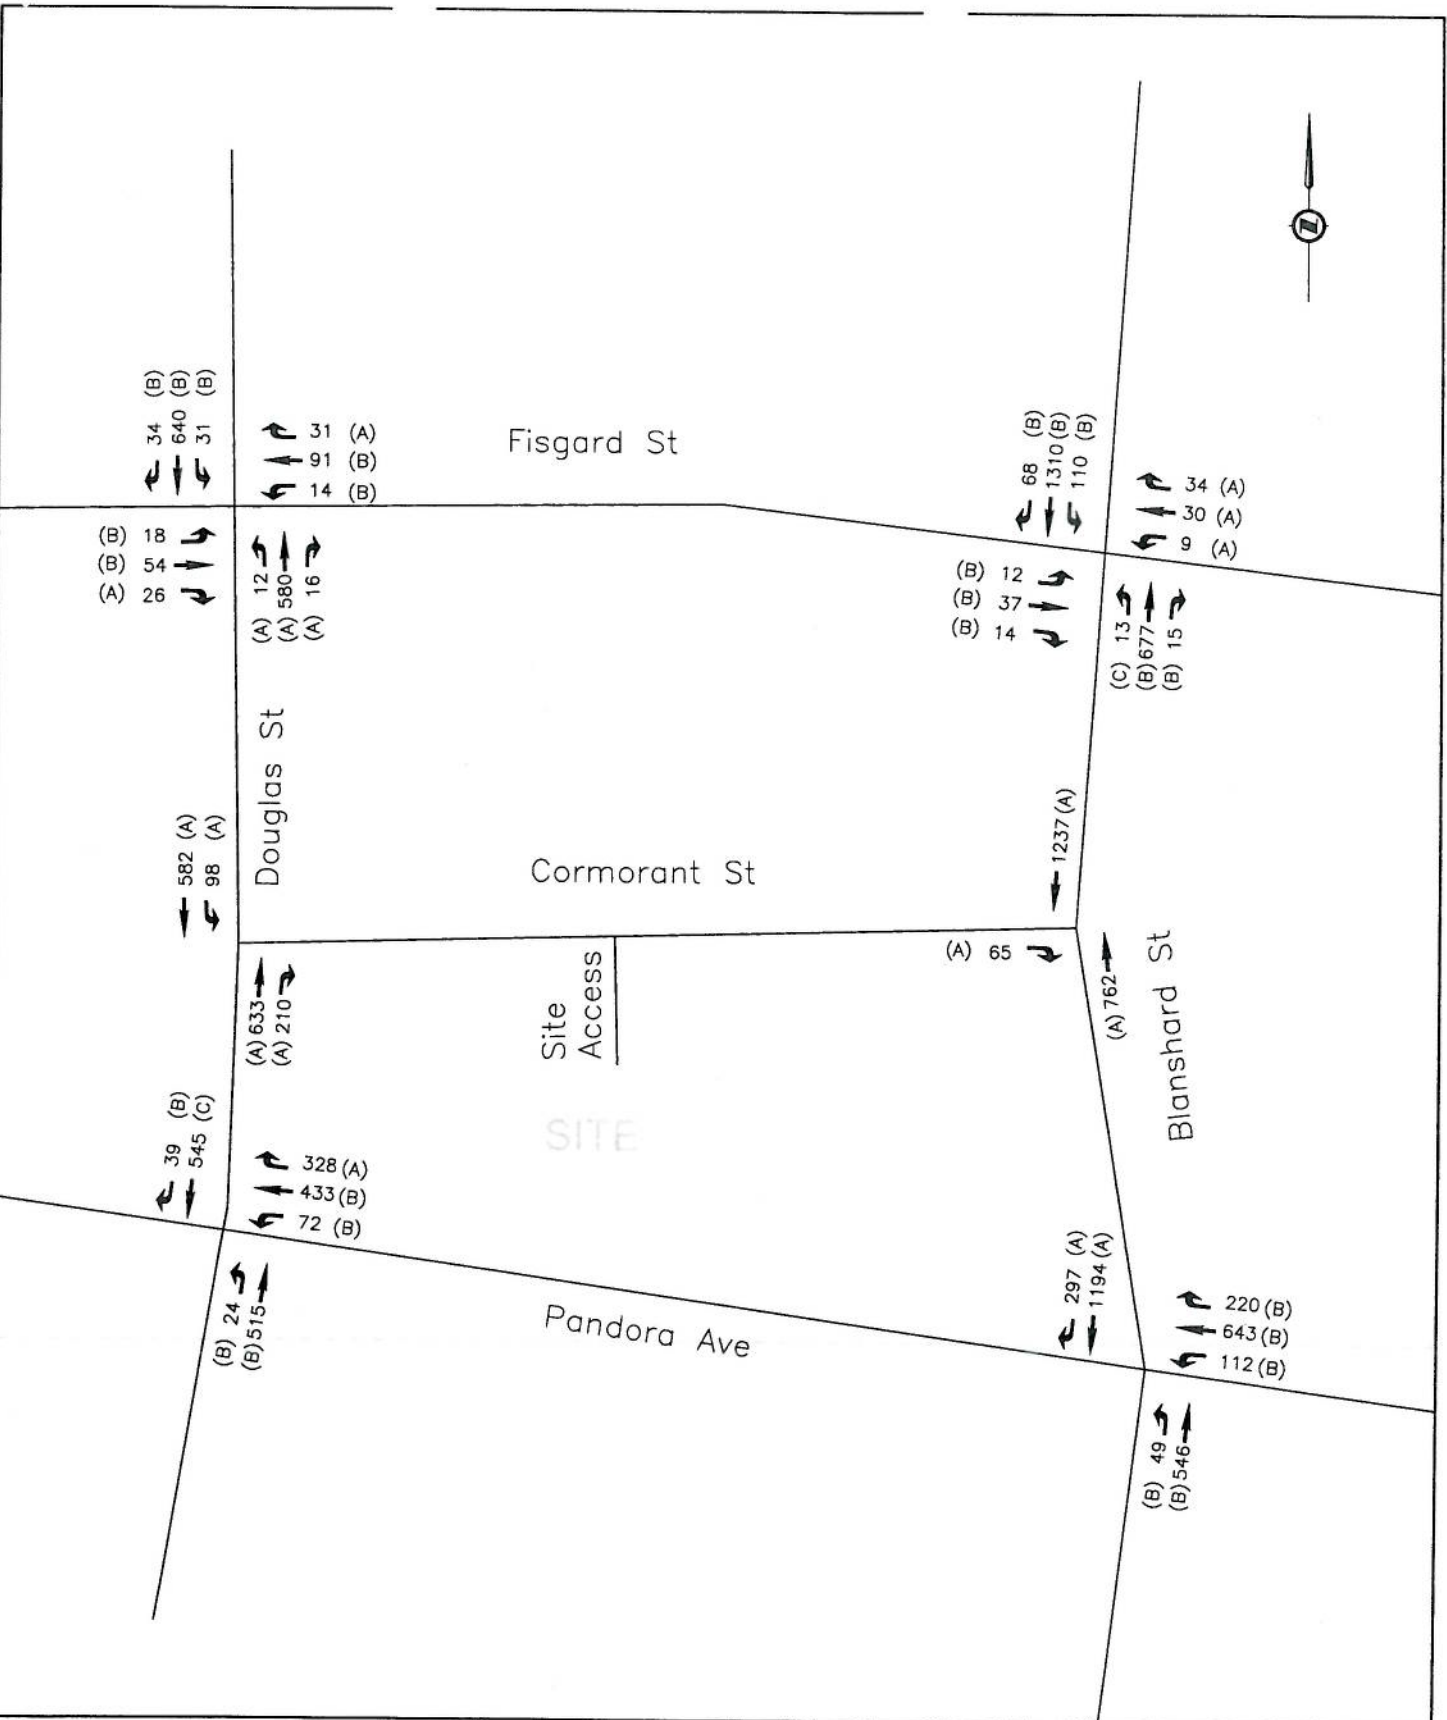 34 (B)
640 (B)
31 (B)
31 (A)
91 (B)
14 (B)
Fisgard St
(B) 18
(B) 54
(A) 26
(A) 12
(A) 580
(A) 16
68 (B)
1310 (B)
110 (B)
34 (A)
30 (A)
9 (A)
(B) 12
(B) 37
(B) 14
(C) 13
(B) 677
(B) 15
Z
Douglas St
582 (A)
98 (A)
Cormorant St
1237 (A)
(A) 65
(A) 762
Blanshard St
(A) 633
(A) 210
Site
Access
SITE
39 (B)
545 (C)
328 (A)
433 (B)
72 (B)
(B) 24
(B) 515
Pandora Ave
297 (A)
1194 (A)
220 (B)
643 (B)
112 (B)
(B) 49
(B) 546